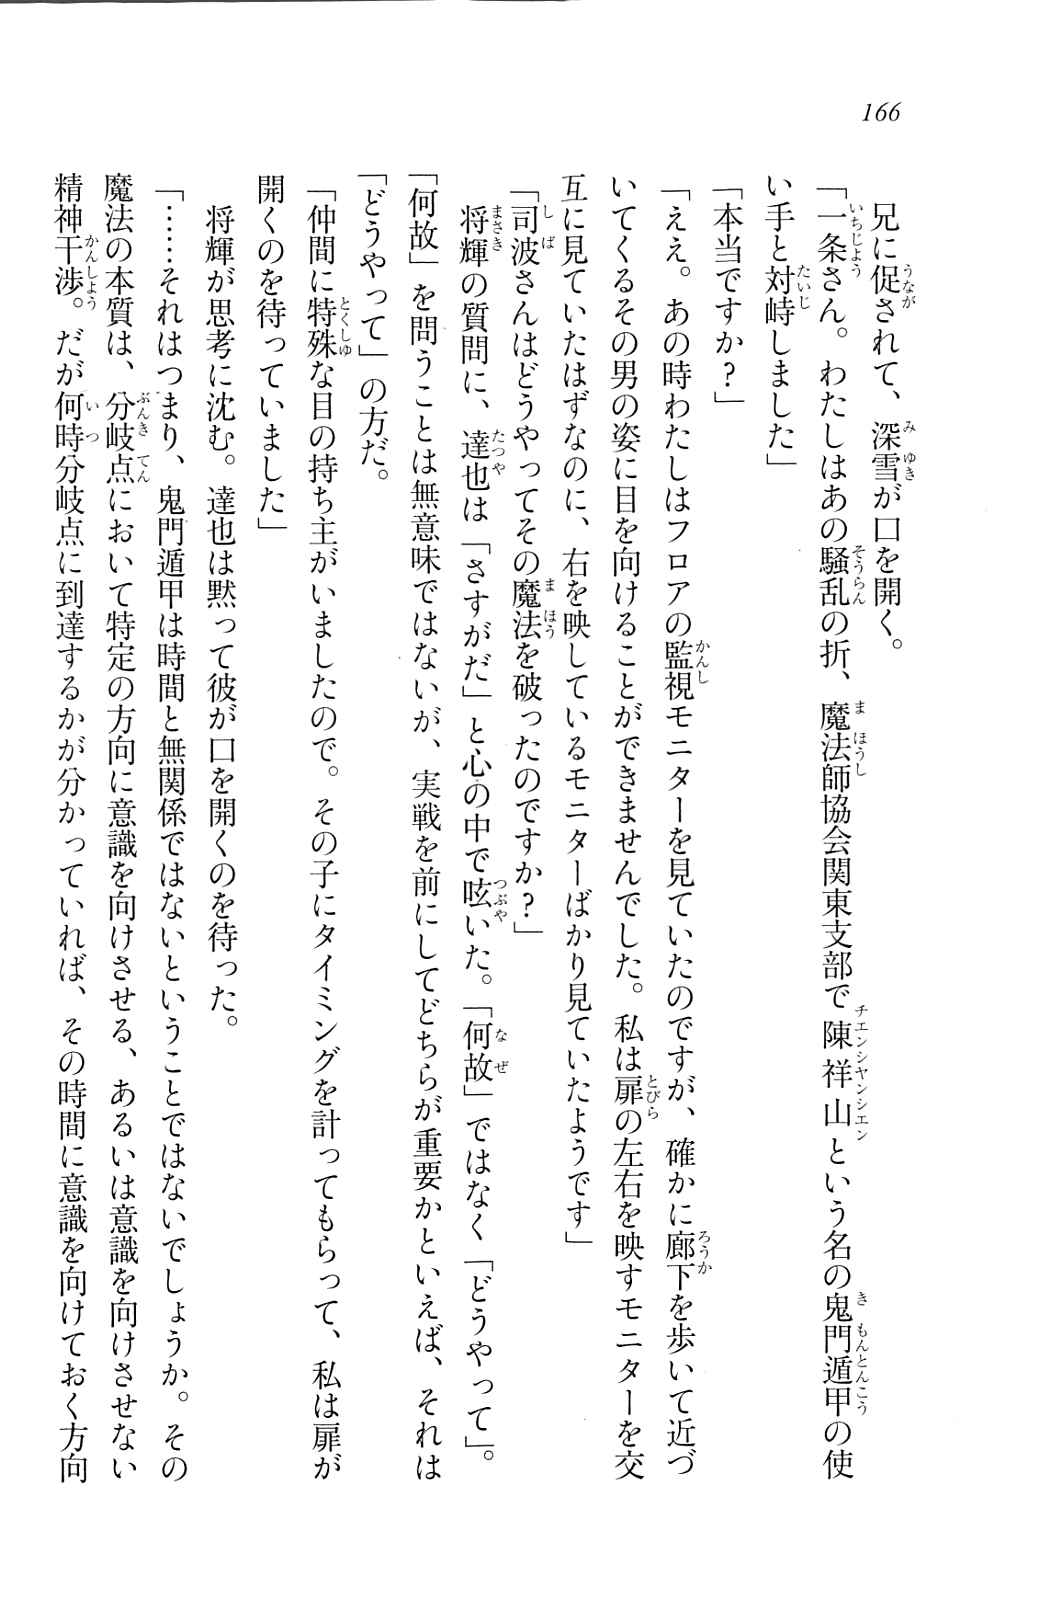 166
兄に促されて、深雪が口を開く。
「一条さん。わたしはあの騒乱の折、魔法師協会関東支部で陳祥山という名の鬼門遁甲の使
い手と対峙しました」
「本当ですか？」
「ええ。あの時わたしはフロアの監視モニターを見ていたのですが、確かに廊下を歩いて近づ
いてくるその男の姿に目を向けることができませんでした。私は扉の左右を映すモニターを交
互に見ていたはずなのに、右を映しているモニターばかり見ていたようです」
「司波さんはどうやってその魔法を破ったのですか？」
将輝の質問に、達也は「さすがだ」と心の中で呟いた。「何故」ではなく「どうやって」。
「何故」を問うことは無意味ではないが、実戦を前にしてどちらが重要かといえば、それは
「どうやって」の方だ。
「仲間に特殊な目の持ち主がいましたので。その子にタイミングを計ってもらって、私は扉が
開くのを待っていました」
将輝が思考に沈む。達也は黙って彼が口を開くのを待った。
「……それはつまり、鬼門遁甲は時間と無関係ではないということではないでしょうか。その
魔法の本質は、分岐点において特定の方向に意識を向けさせる、あるいは意識を向けさせない
精神干渉。だが何時分岐点に到達するかが分かっていれば、その時間に意識を向けておく方向